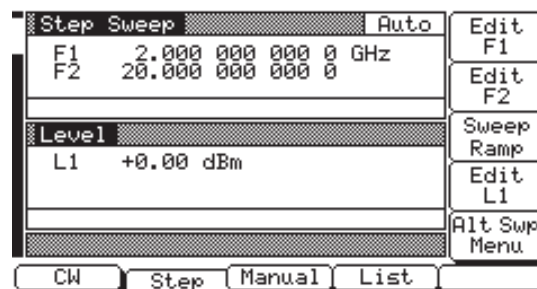 Step Sweep Auto
F1 2.000 000 000 0 GHz
F2 20.000 000 000 0
Level
L1 +0.00 dBm
Edit
F1
Edit
F2
Sweep
Ramp
Edit
L1
Alt Swp
Menu
CW Step Manual List